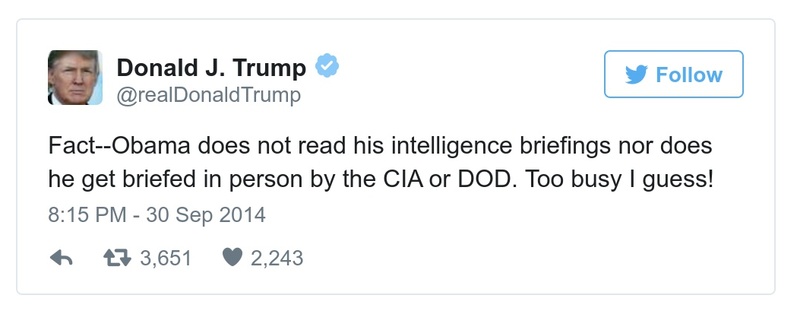 Donald J. Trump
@realDonaldTrump
Follow
Fact--Obama does not read his intelligence briefings nor does
he get briefed in person by the CIA or DOD. Too busy I guess!
8:15 PM - 30 Sep 2014
3,651 2,243